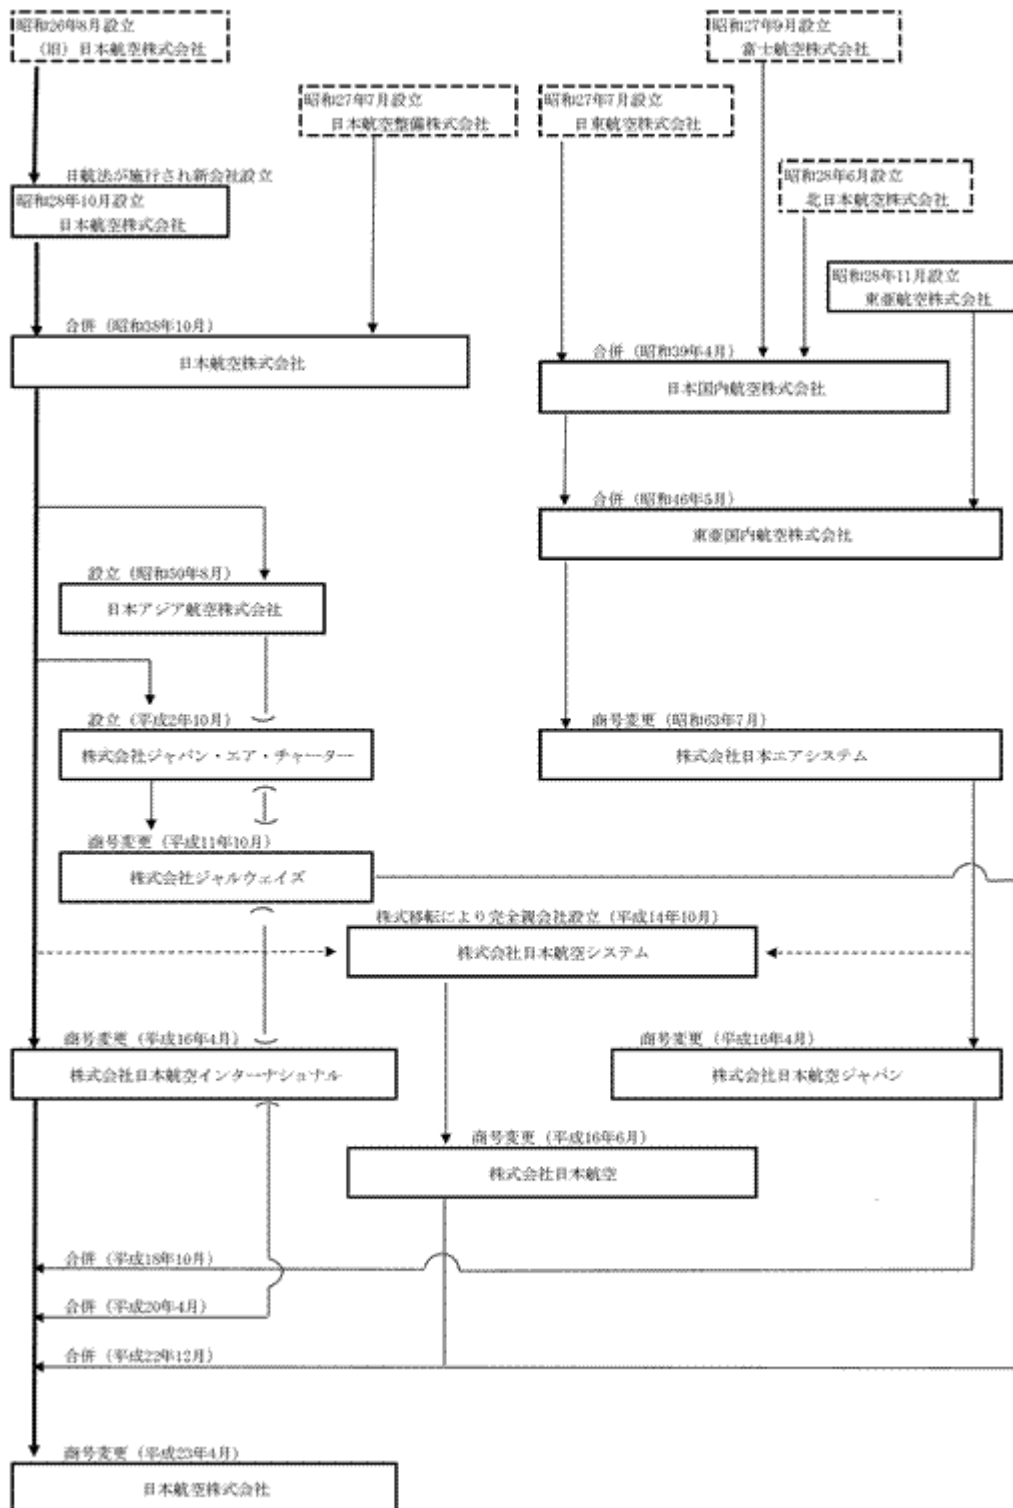 昭和26年8月設立
(旧)日本航空株式会社
昭和27年9月設立
富士航空株式会社
昭和27年7月設立
日本航空整備株式会社
昭和27年7月設立
日東航空株式会社
日航法が施行され新会社設立
昭和28年10月設立
日本航空株式会社
昭和28年6月設立
北日本航空株式会社
昭和28年11月設立
東亜航空株式会社
合併(昭和38年10月)
日本航空株式会社
合併(昭和39年4月)
日本国内航空株式会社
合併(昭和46年5月)
東亜国内航空株式会社
設立(昭和50年8月)
日本アジア航空株式会社
設立(平成2年10月)
株式会社ジャパン・エア・チャーター
商号変更(昭和63年7月)
株式会社日本エアシステム
商号変更(平成11年10月)
株式会社ジャルウェイズ
株式移転により完全親会社設立(平成14年10月)
株式会社日本航空システム
商号変更(平成16年4月)
株式会社日本航空インターナショナル
商号変更(平成16年4月)
株式会社日本航空ジャパン
商号変更(平成16年6月)
株式会社日本航空
合併(平成18年10月)
合併(平成20年4月)
合併(平成22年12月)
商号変更(平成23年4月)
日本航空株式会社